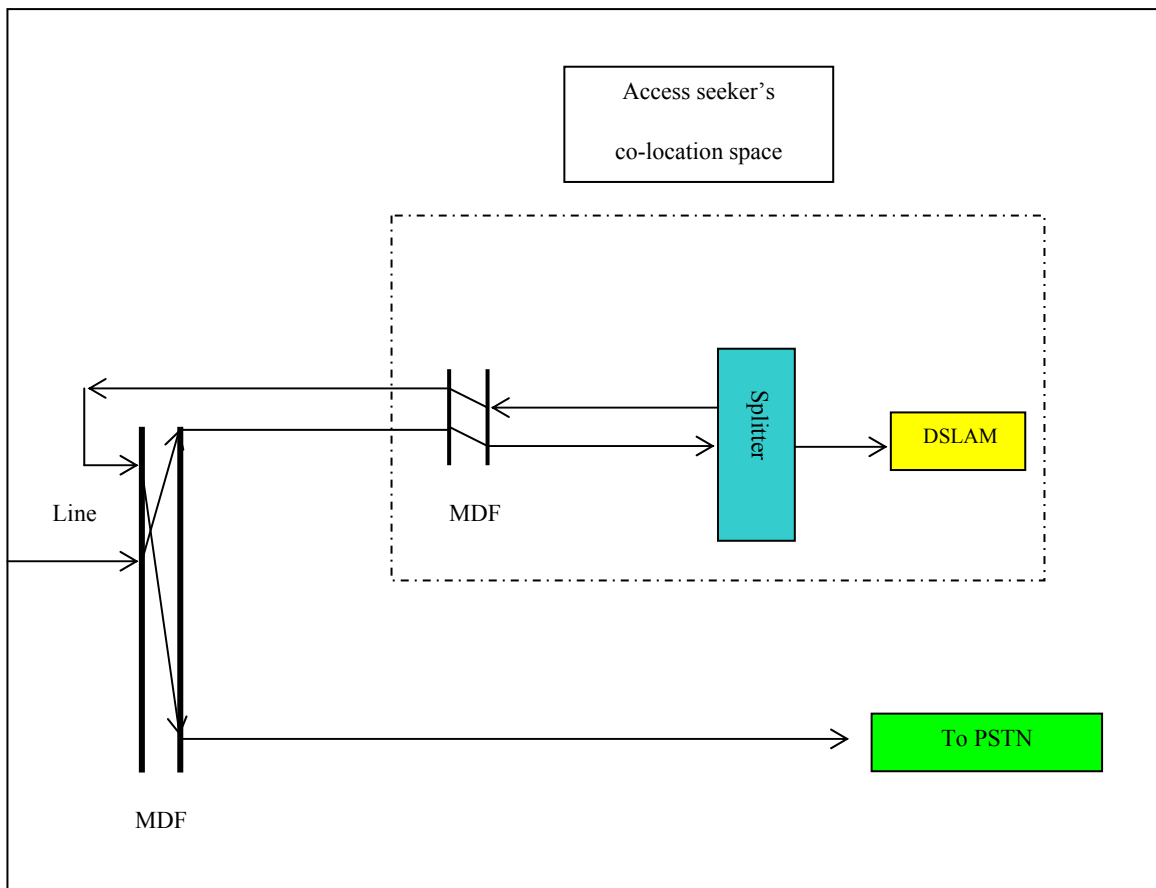 Access seeker’s
co-location space
Splitter
DSLAM
Line
MDF
To PSTN
MDF